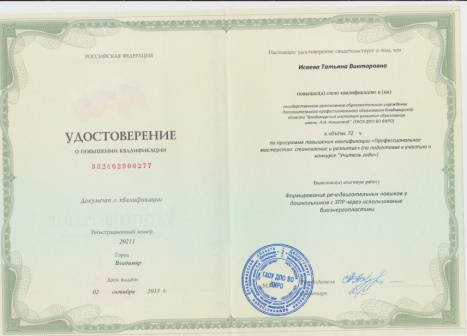 РОССИЙСКАЯ ФЕДЕРАЦИЯ
УДОСТОВЕРЕНИЕ
О ПОВЫШЕНИИ КВАЛИФИКАЦИИ
332402900277
Документ о квалификации
Регистрационный номер
20211
Город
Владимир
Дата выдачи
02 октября 2015 г.
Настоящее удостоверение свидетельствует о том, что
Исаева Татьяна Викторовна
повысил(а) свою квалификацию в (на)
государственном автономном образовательном учреждении
дополнительного профессионального образования Владимирской
области "Владимирский институт развития образования
имени Л.И. Новиковой" (ГАОУ ДПО ВО ВИРО)
в объёме 72 ч.
по программе повышения квалификации «Профессиональное
мастерство: становление и развитие» (по подготовке к участию в
конкурсе "Учитель года»)
Выполнил(а) итоговую работу
Формирование речедвигательных навыков у
дошкольников с ЗПР через использование
биоэнергопластики
ГАОУ ДПО ВО
ВИРО
Руководитель